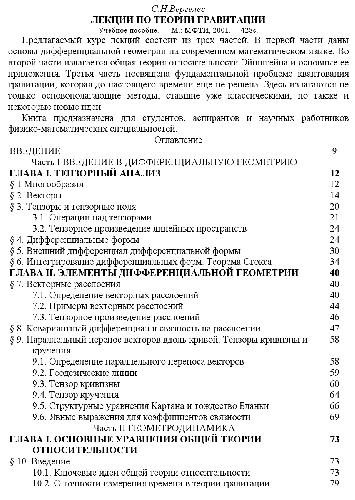 С.Н.Вергелес
ЛЕКЦИИ ПО ТЕОРИИ ГРАВИТАЦИИ
Учебное пособие. — М.: МФТИ, 2001. — 428с.
Предлагаемый курс лекций состоит из трех частей. В первой части даны
основы дифференциальной геометрии на современном математическом языке. Во
второй части излагается общая теория относительности Эйнштейна и основные ее
приложения. Третья часть посвящена фундаментальной проблеме квантования
гравитации, которая до настоящего времени еще не решена. Здесь излагаются не
только основополагающие методы, ставшие уже классическими, но также и
некоторые новые идеи.
Книга предназначена для студентов, аспирантов и научных работников
физико-математических специальностей.
Оглавление
ВВЕДЕНИЕ 9
Часть I ВВЕДЕНИЕ В ДИФФЕРЕНЦИАЛЬНУЮ ГЕОМЕТРИЮ
ГЛАВА I. ТЕНЗОРНЫЙ АНАЛИЗ 12
§ 1 Многообразия 12
§ 2. Векторы 14
§ 3. Тензоры и тензорные поля 20
3.1. Операции над тензорами 21
3.2. Тензорное произведение линейных пространств 24
§ 4. Дифференциальные формы 24
§ 5. Внешний дифференциал дифференциальной формы 30
§ 6. Интегрирование дифференциальных форм. Теорема Стокса 34
ГЛАВА II. ЭЛЕМЕНТЫ ДИФФЕРЕНЦИАЛЬНОЙ ГЕОМЕТРИИ 40
§ 7. Векторные расслоения 40
7.1. Определение векторных расслоений 40
7.2. Примеры векторных расслоений 44
7.3. Тензорное произведение расслоений 46
§ 8. Ковариантный дифференциал и связность на расслоении 47
§ 9. Параллельный перенос векторов вдоль кривой. Тензоры кривизны и 58
кручения
9.1. Определение параллельного переноса векторов 58
9.2. Геодезические линии 59
9.3. Тензор кривизны 60
9.4. Тензор кручения 64
9.5. Структурные уравнения Картана и тождество Бланки 66
9.6. Явные выражения для коэффициентов связности 69
Часть II ГЕОМЕТРОДИНАМИКА
ГЛАВА I. ОСНОВНЫЕ УРАВНЕНИЯ ОБЩЕЙ ТЕОРИИ 73
ОТНОСИТЕЛЬНОСТИ
§ 10. Введение 73
10.1. Ключевые идеи общей теории относительности 73
10.2. О точности измерения времени в теории гравитации 79